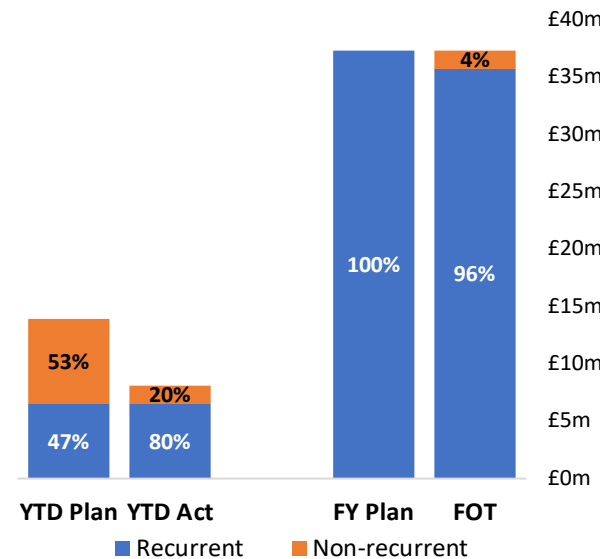 £40m
4%
£35m
£30m
£25m
£20m
100%
96%
£15m
53%
£10m
20%
47%
80%
£5m
£0m
YTD Plan YTD Act FY Plan FOT
Recurrent Non-recurrent